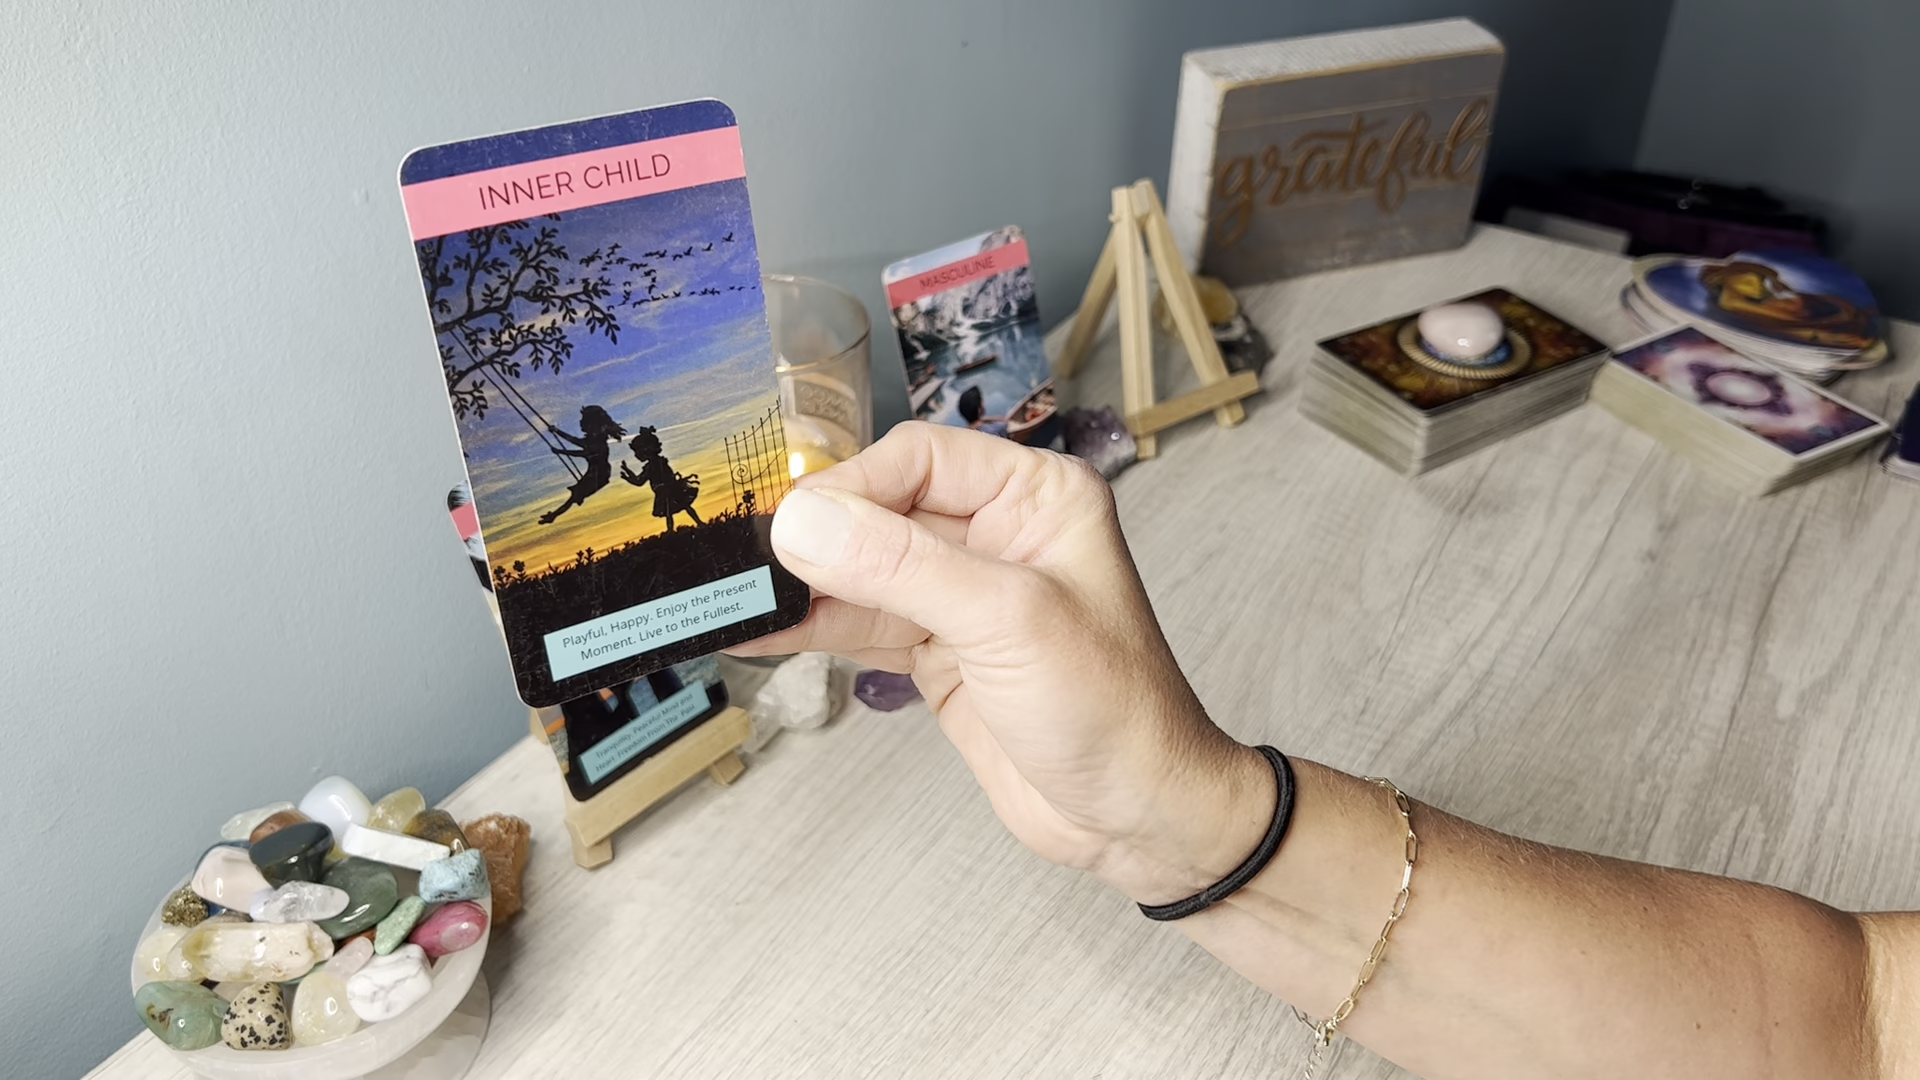 INNER CHILD
Playful, Happy. Enjoy the Present
Moment. Live to the Fullest.
MASCULINE
grateful
Tranquility, Peaceful Mind and
Heart. Freedom From The Past.